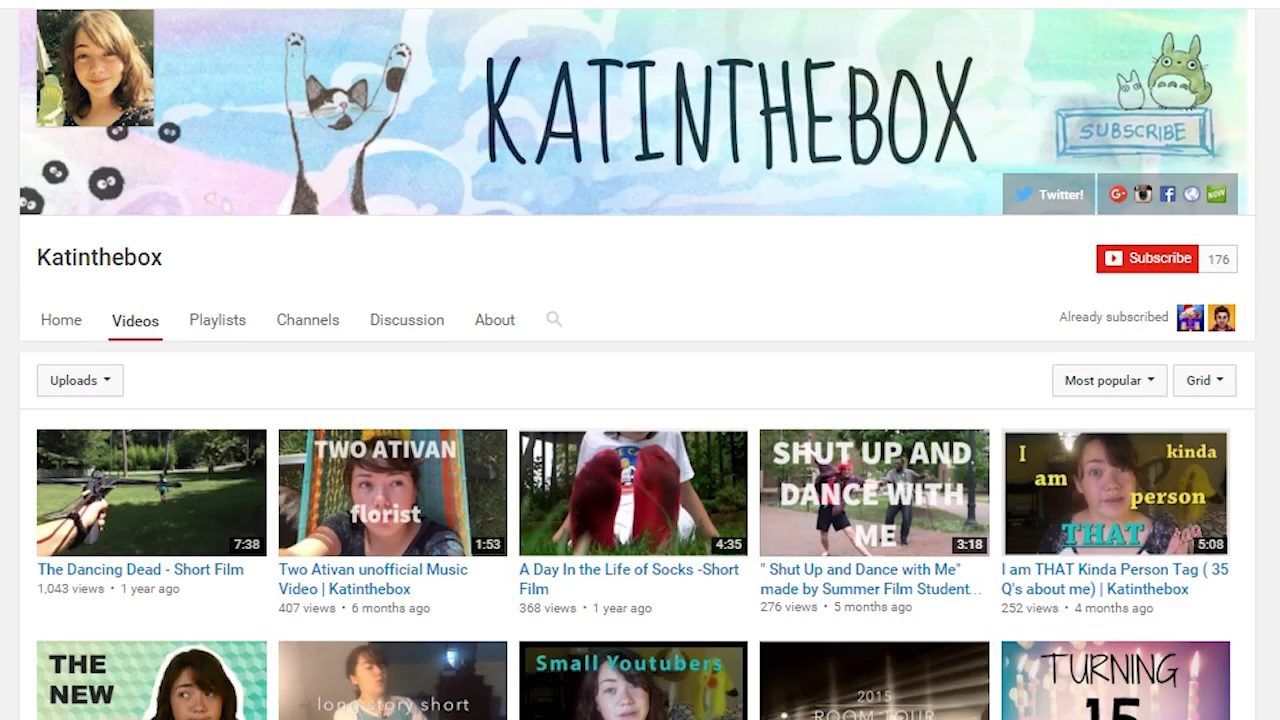 KATINTHEBOX
SUBSCRIBE
Twitter!
NOW
Katinthebox
Subscribe 176
Home Videos Playlists Channels Discussion About
Already subscribed
Uploads
Most popular Grid
TWO ATIVAN
florist
SHUT UP AND
DANCE WITH
ME
I am kinda
person
THAT
7:38
1:53
4:35
3:18
5:08
The Dancing Dead - Short Film
1,043 views • 1 year ago
Two Ativan unofficial Music
Video | Katinthebox
407 views • 6 months ago
A Day In the Life of Socks -Short
Film
368 views • 1 year ago
" Shut Up and Dance with Me"
made by Summer Film Student...
276 views • 5 months ago
I am THAT Kinda Person Tag ( 35
Q's about me) | Katinthebox
252 views • 4 months ago
THE
NEW
long story short
Small Youtubers
2015
ROOM TOUR
TURNING
15